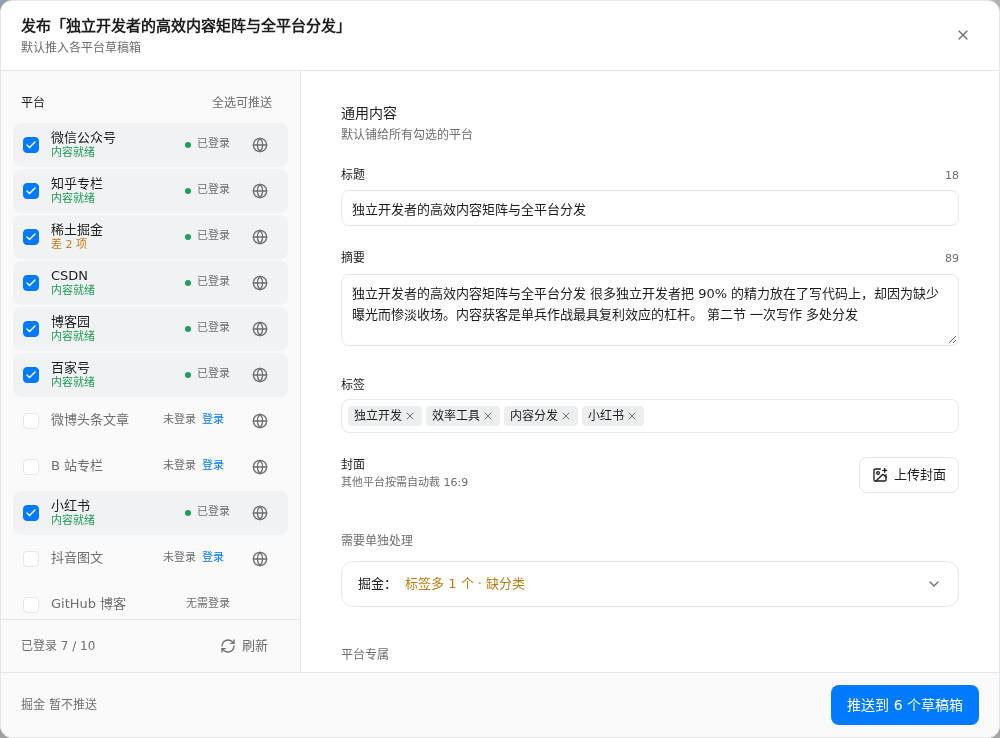 发布「独立开发者的高效内容矩阵与全平台分发」
默认推入各平台草稿箱
平台 全选可推送
微信公众号 已登录
内容就绪
知乎专栏 已登录
内容就绪
稀土掘金 已登录
差 2 项
CSDN 已登录
内容就绪
博客园 已登录
内容就绪
百家号 已登录
内容就绪
微博头条文章 未登录 登录
B 站专栏 未登录 登录
小红书 已登录
内容就绪
抖音图文 未登录 登录
GitHub 博客 无需登录
已登录 7 / 10 刷新
通用内容
默认铺给所有勾选的平台
标题 18
独立开发者的高效内容矩阵与全平台分发
摘要 89
独立开发者的高效内容矩阵与全平台分发 很多独立开发者把 90% 的精力放在了写代码上，却因为缺少
曝光而惨淡收场。内容获客是单兵作战最具复利效应的杠杆。 第二节 一次写作 多处分发
标签
独立开发 效率工具 内容分发 小红书
封面
其他平台按需自动裁 16:9
上传封面
需要单独处理
掘金： 标签多 1 个 · 缺分类
平台专属
掘金 暂不推送
推送到 6 个草稿箱